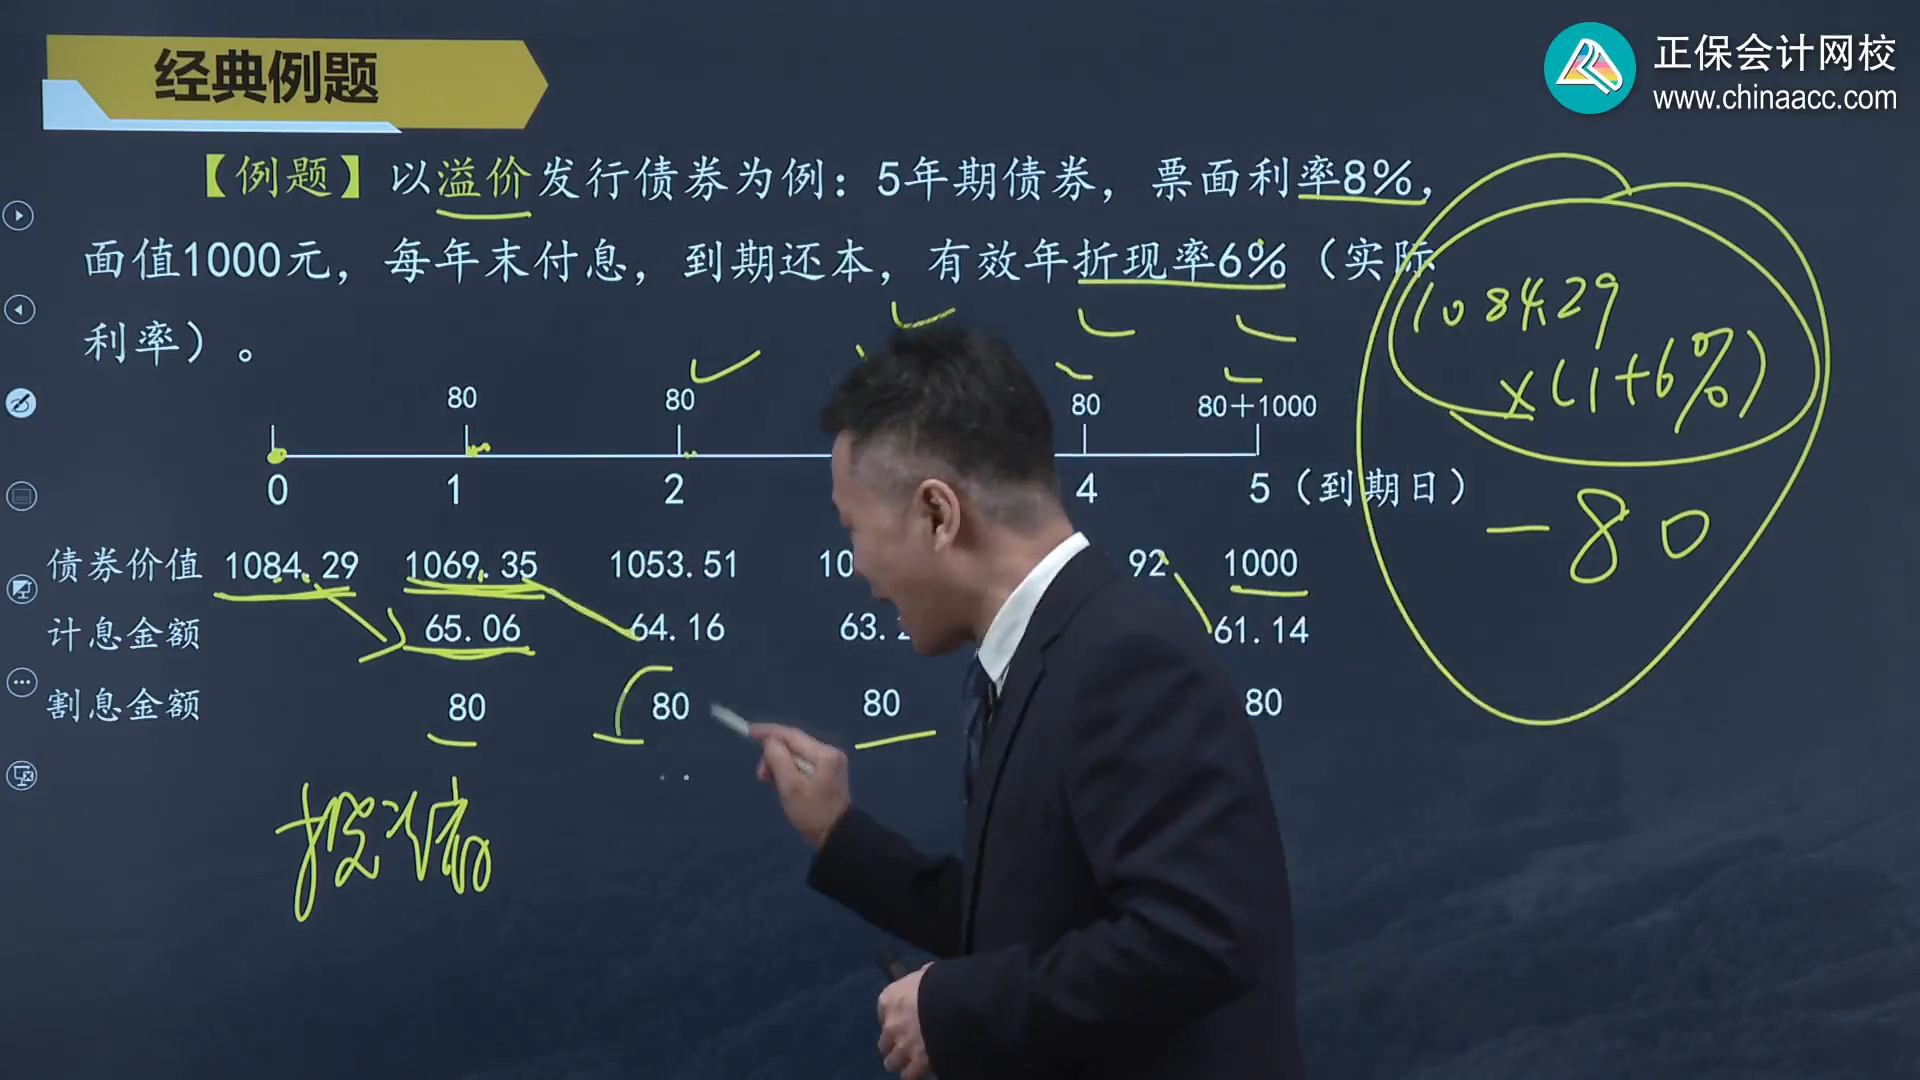 经典例题
正保会计网校
www.chinaacc.com
【例题】以溢价发行债券为例：5年期债券，票面利率8%，
面值1000元，每年末付息，到期还本，有效年折现率6%（实际
利率）。
108429
×(1+6%)
-80
80 80 80 80+1000
0 1 2 4 5（到期日）
债券价值 1084.29 1069.35 1053.51 92 1000
计息金额 65.06 64.16 63. 61.14
割息金额 80 80 80 80